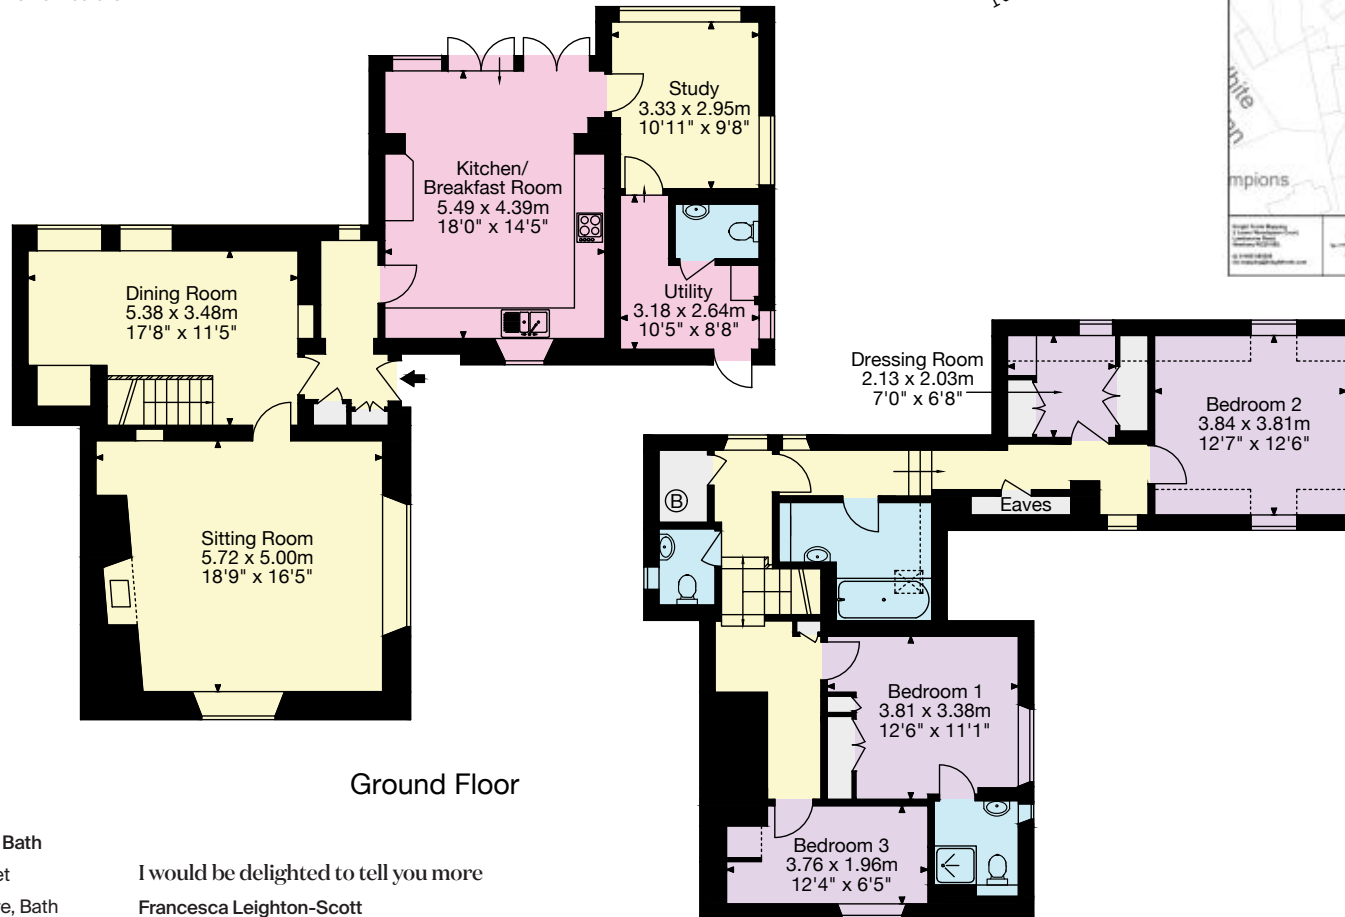 Study
3.33 x 2.95m
10'11" x 9'8"
Kitchen/
Breakfast Room
5.49 x 4.39m
18'0" x 14'5"
Dining Room
5.38 x 3.48m
17'8" x 11'5"
Utility
3.18 x 2.64m
10'5" x 8'8"
Sitting Room
5.72 x 5.00m
18'9" x 16'5"
Ground Floor
Dressing Room
2.13 x 2.03m
7'0" x 6'8"
Bedroom 2
3.84 x 3.81m
12'7" x 12'6"
B
Eaves
Bedroom 1
3.81 x 3.38m
12'6" x 11'1"
Bedroom 3
3.76 x 1.96m
12'4" x 6'5"
mpions
Bath
et
I would be delighted to tell you more
e, Bath
Francesca Leighton-Scott